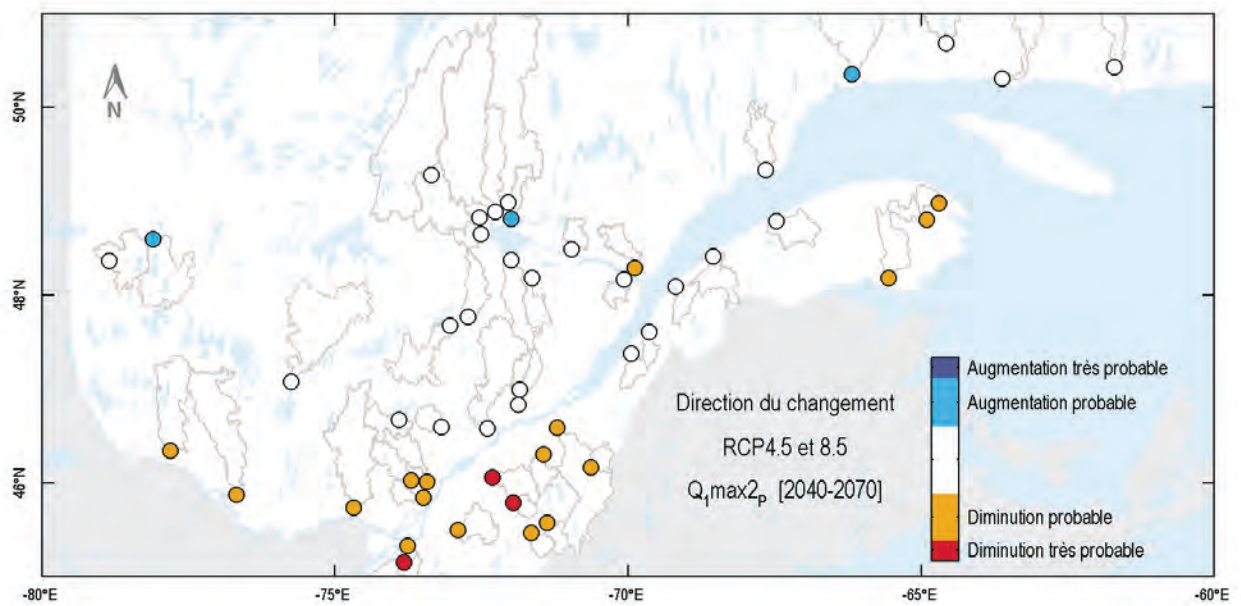 50°N
48°N
46°N
N
Direction du changement
RCP4.5 et 8.5
Q1max2P [2040-2070]
Augmentation très probable
Augmentation probable
Diminution probable
Diminution très probable
-80°E
-75°E
-70°E
-65°E
-60°E